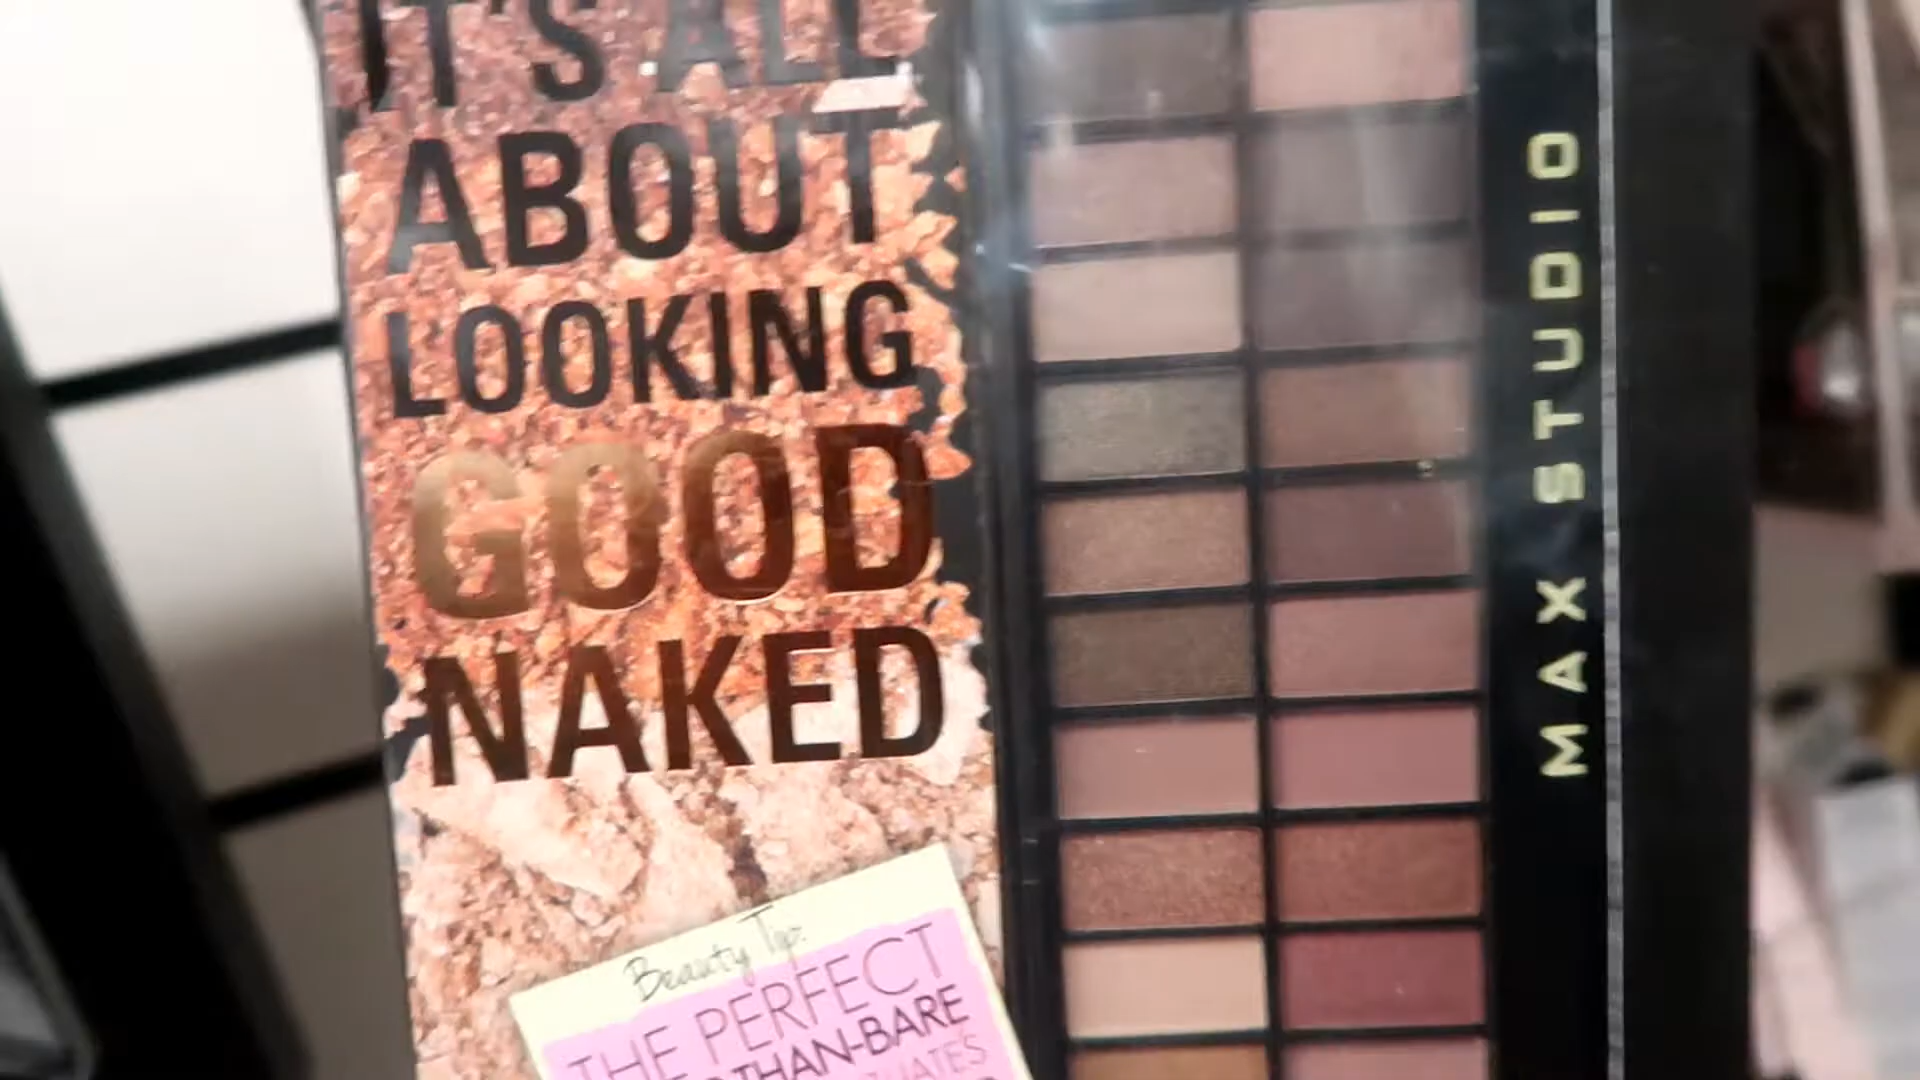 IT'S ALL
ABOUT
LOOKING
GOOD
NAKED
Beauty Tip:
THE PERFECT
THAN-BARE
MAX STUDIO